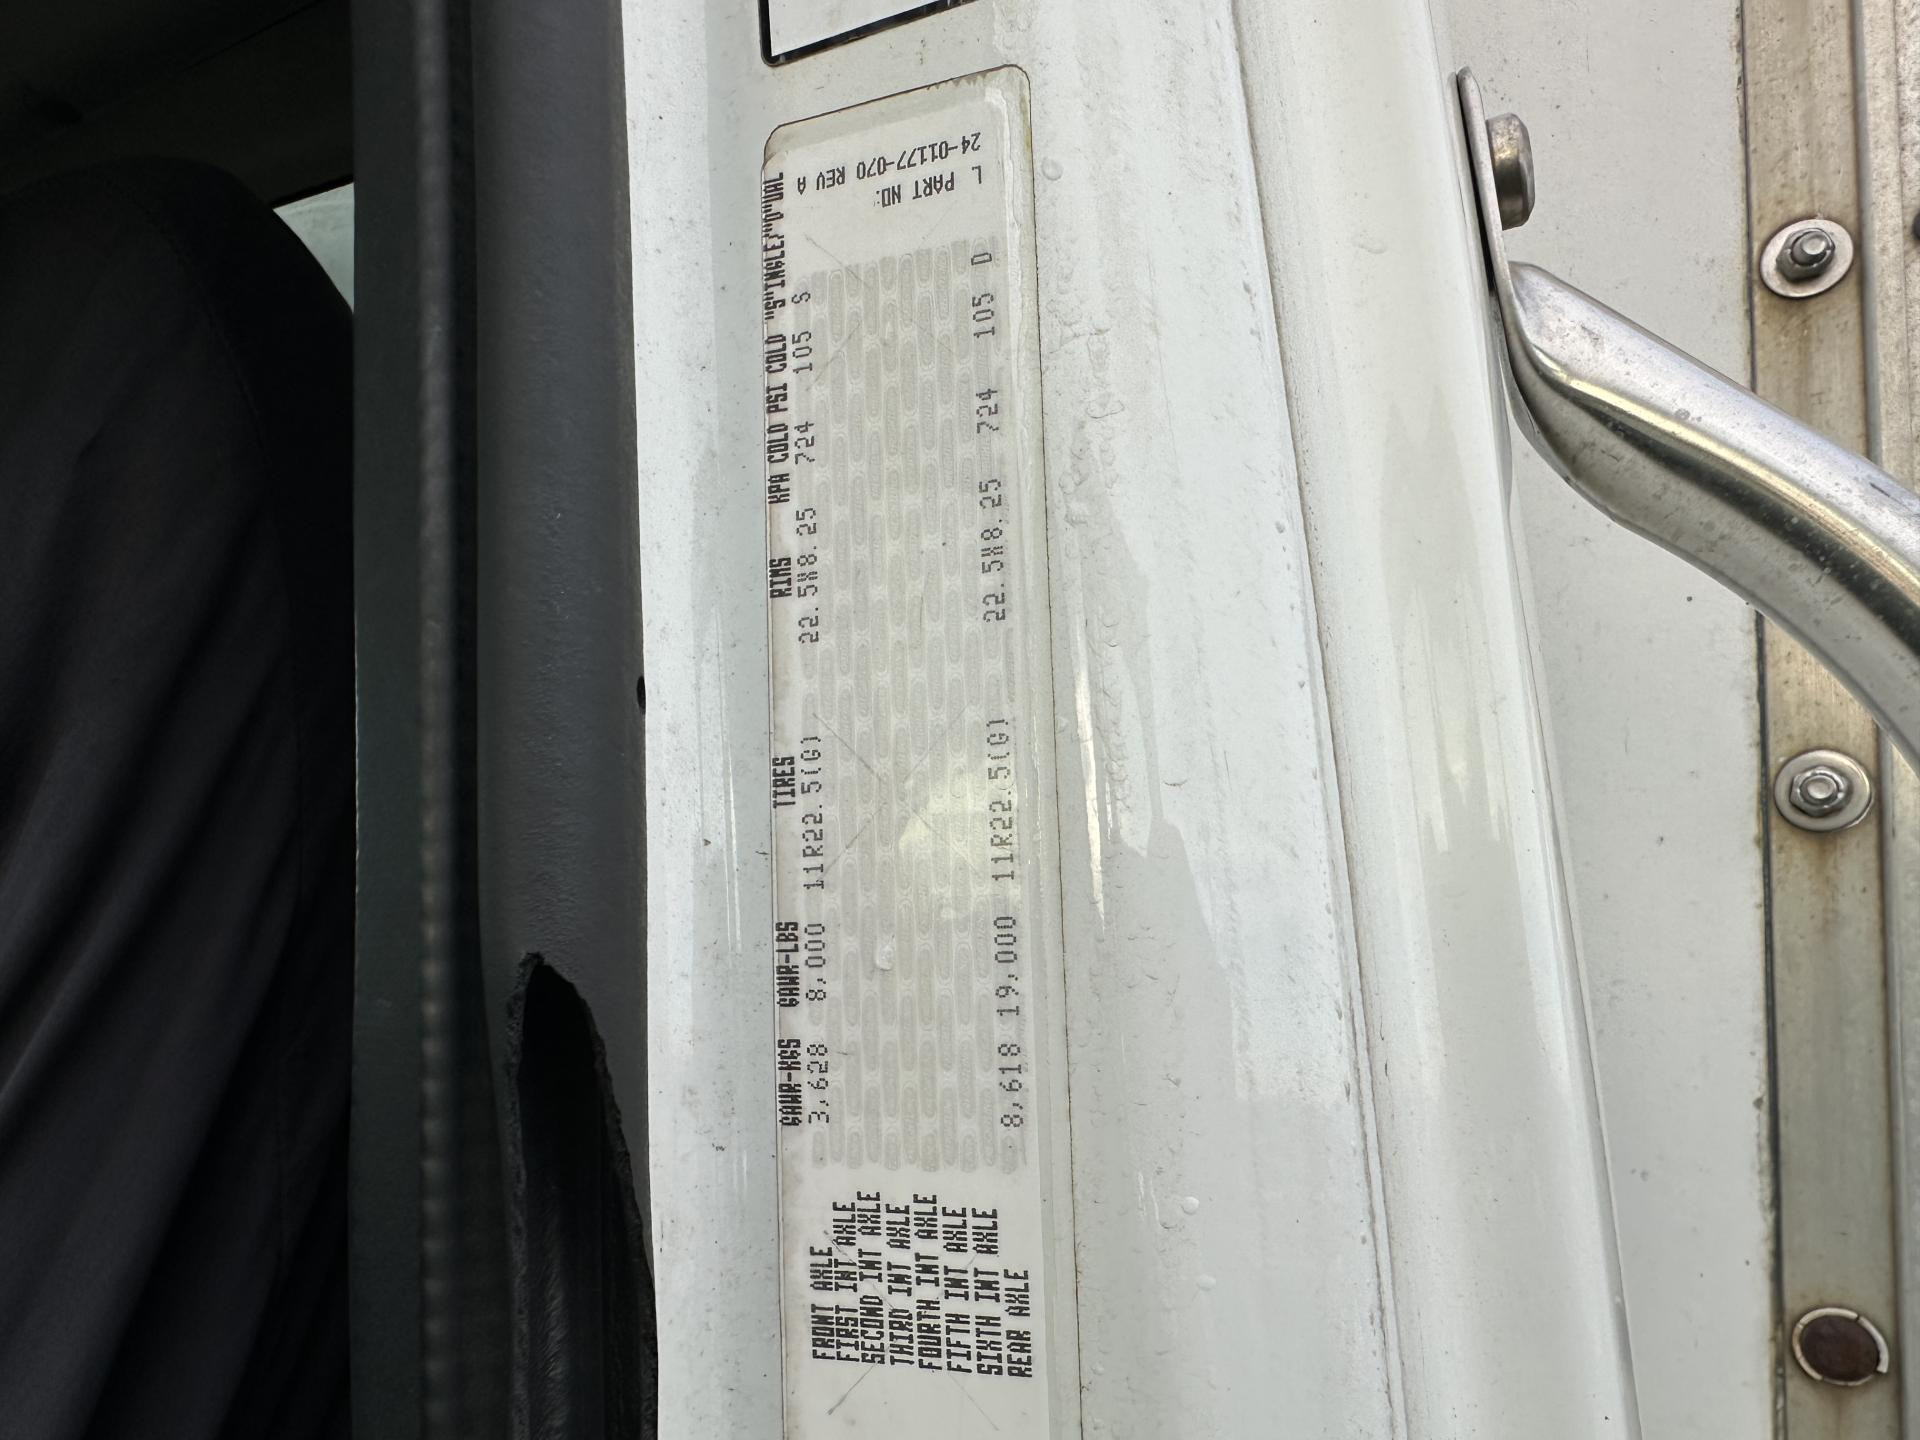 GAWR-KGS GAWR-LBS TIRES RIMS KPA COLD PSI COLD "S"INGLE/"D"UAL
FRONT AXLE 3,628 8,000 11R22.5(G) 22.5X8.25 724 105 S
FIRST INT AXLE
SECOND INT AXLE
THIRD INT AXLE
FOURTH INT AXLE
FIFTH INT AXLE
SIXTH INT AXLE
REAR AXLE 8,618 19,000 11R22.5(G) 22.5X8.25 724 105 D
L PART NO:
24-01177-070 REV A